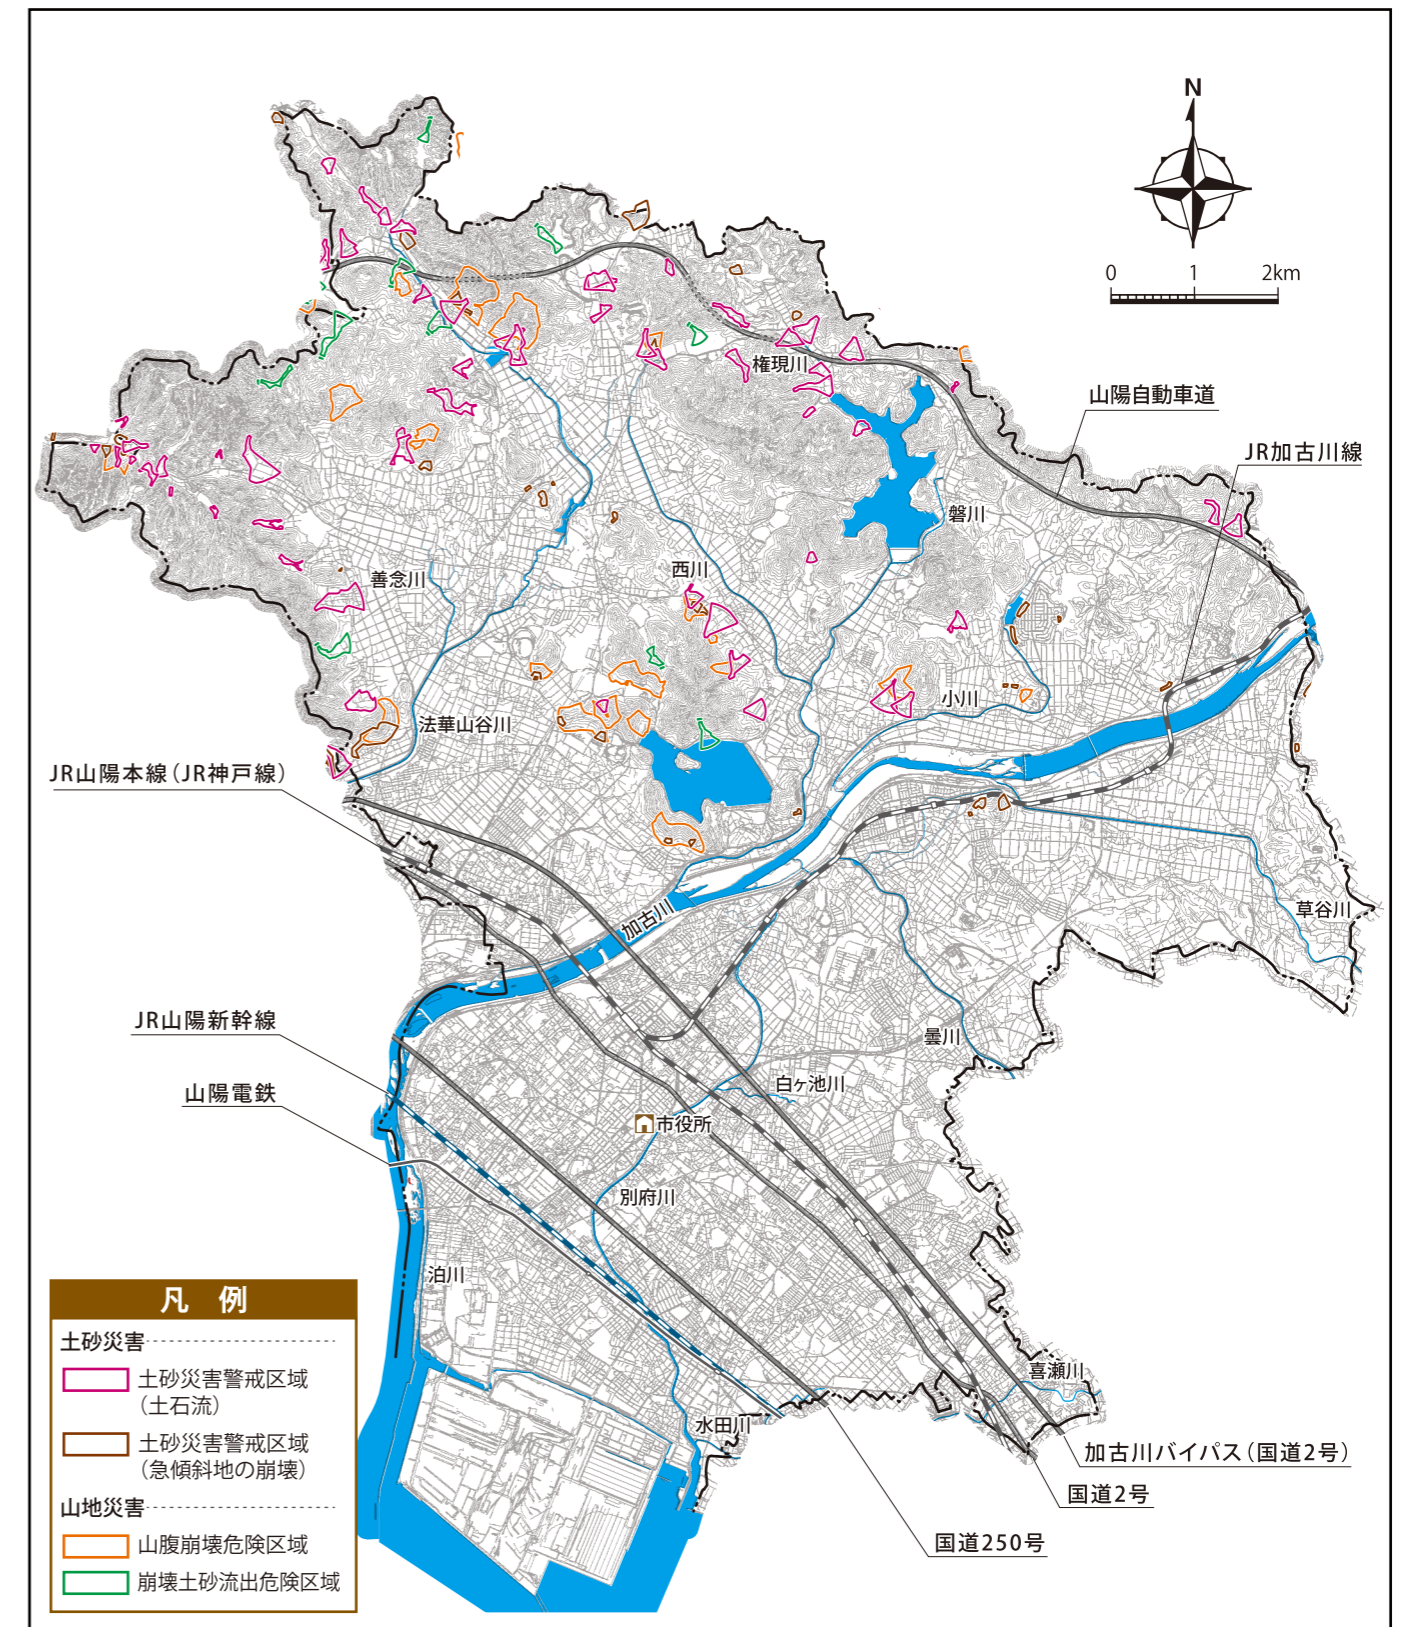 N
0 1 2km
権現川
山陽自動車道
JR加古川線
磐川
西川
善念川
小川
法華山谷川
JR山陽本線（JR神戸線）
加古川
草谷川
JR山陽新幹線
曇川
白ヶ池川
山陽電鉄
市役所
別府川
泊川
喜瀬川
水田川
加古川バイパス（国道2号）
国道2号
国道250号
凡 例
土砂災害
土砂災害警戒区域
（土石流）
土砂災害警戒区域
（急傾斜地の崩壊）
山地災害
山腹崩壊危険区域
崩壊土砂流出危険区域